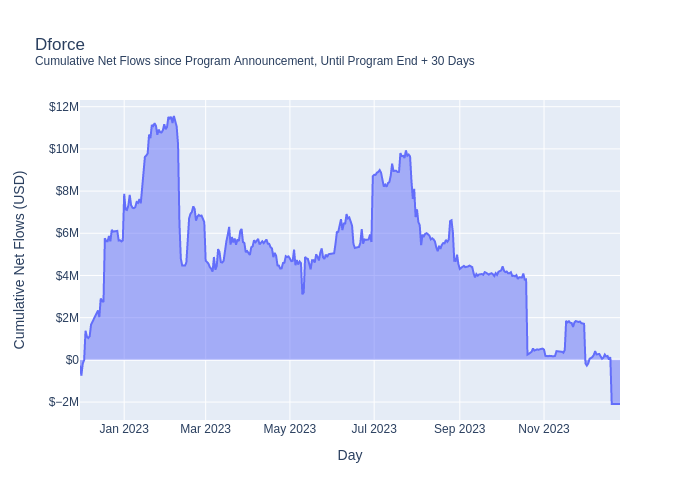 Dforce
Cumulative Net Flows since Program Announcement, Until Program End + 30 Days
Cumulative Net Flows (USD)
$12M
$10M
$8M
$6M
$4M
$2M
$0
$−2M
Jan 2023
Mar 2023
May 2023
Jul 2023
Sep 2023
Nov 2023
Day